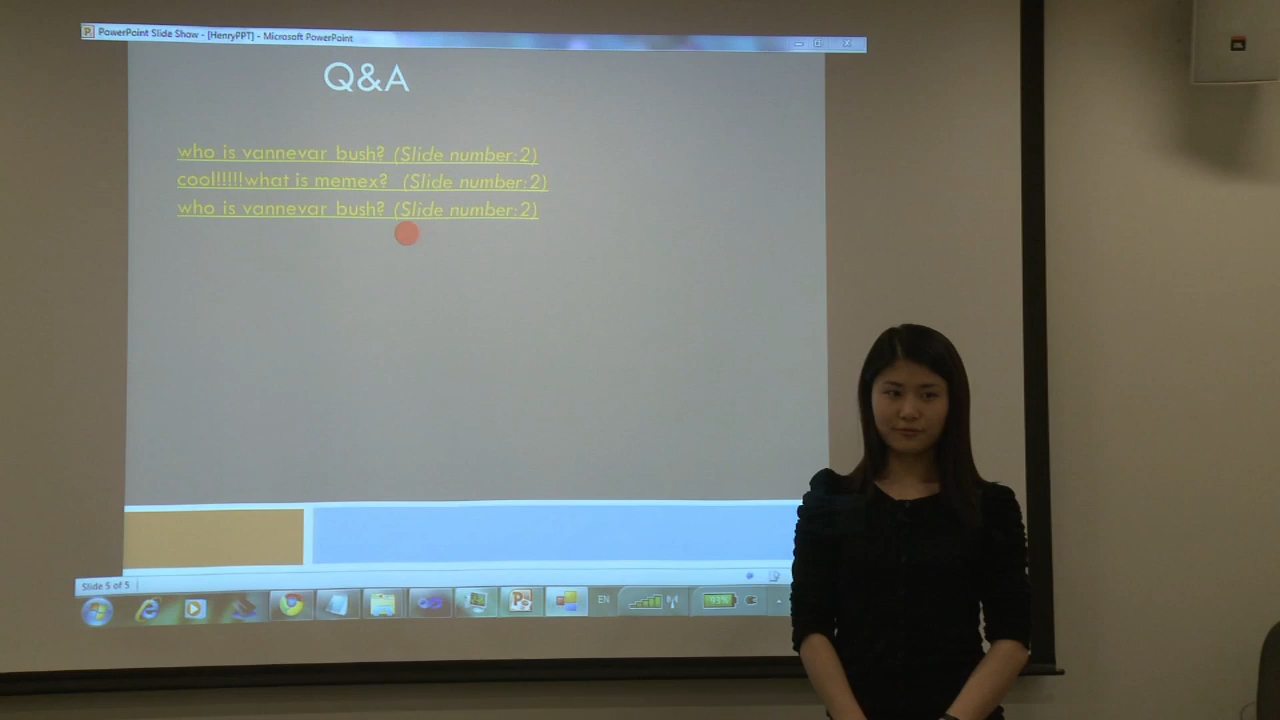 PowerPoint Slide Show - [HenryPPT] - Microsoft PowerPoint
Q&A
who is vannevar bush? (Slide number:2)
cool!!!!!what is memex?  (Slide number:2)
who is vannevar bush? (Slide number:2)
Slide 5 of 5
EN
93%